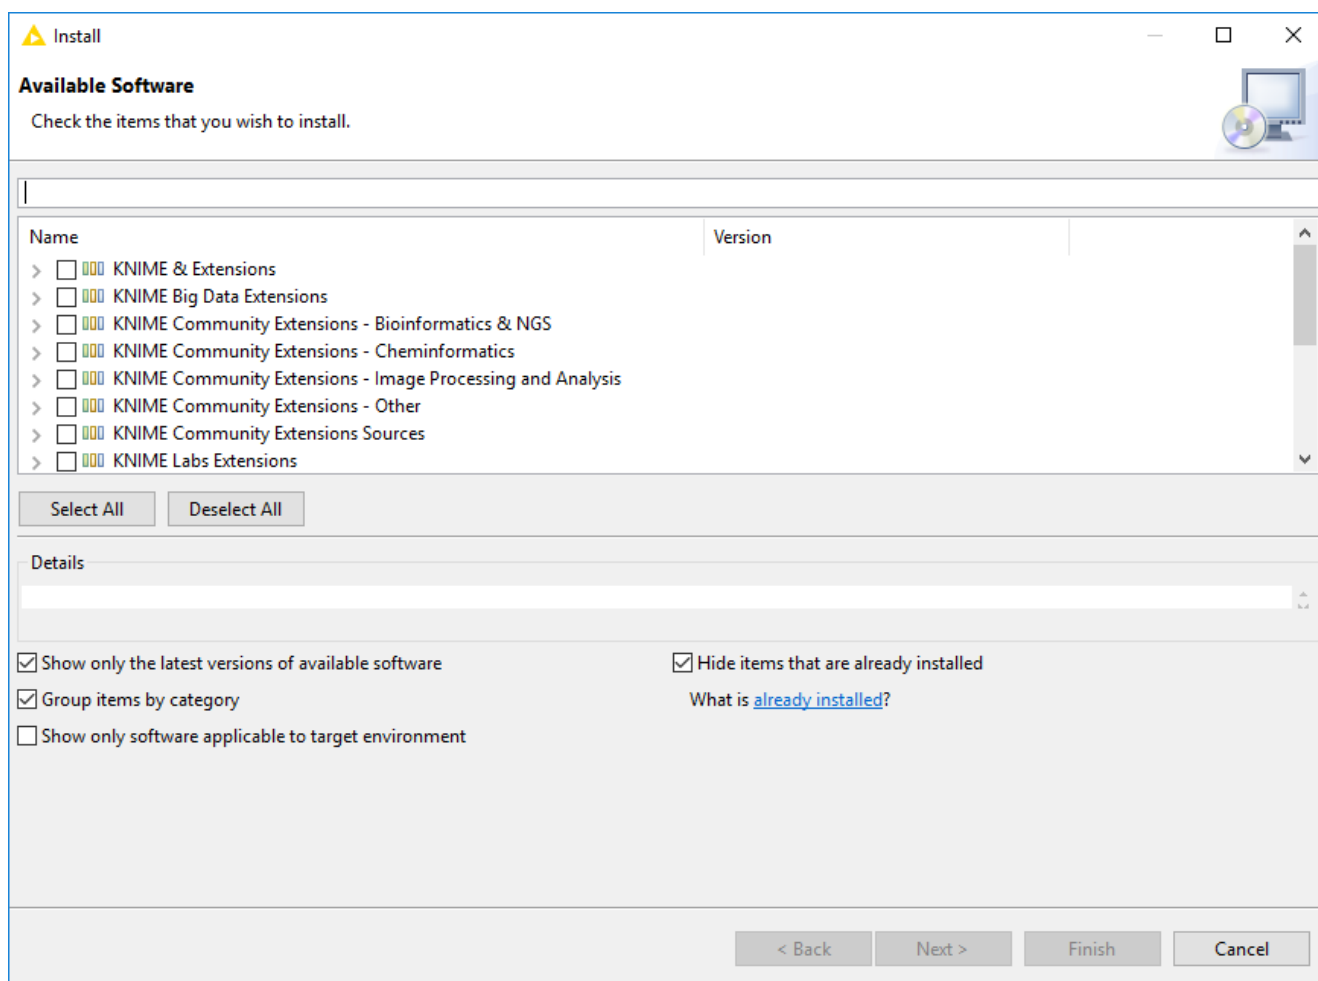 Install
Available Software
Check the items that you wish to install.
Name Version
KNIME & Extensions
KNIME Big Data Extensions
KNIME Community Extensions - Bioinformatics & NGS
KNIME Community Extensions - Cheminformatics
KNIME Community Extensions - Image Processing and Analysis
KNIME Community Extensions - Other
KNIME Community Extensions Sources
KNIME Labs Extensions
Select All Deselect All
Details
Show only the latest versions of available software Hide items that are already installed
Group items by category What is already installed?
Show only software applicable to target environment
< Back Next > Finish Cancel